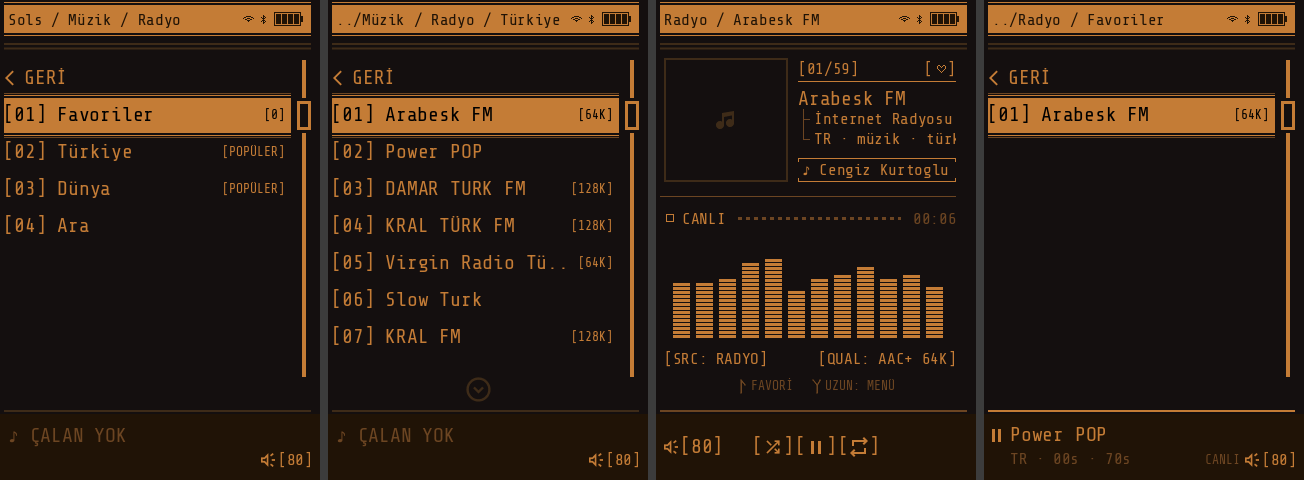 Sols / Müzik / Radyo
GERİ
[01] Favoriler [0]
[02] Türkiye [POPÜLER]
[03] Dünya [POPÜLER]
[04] Ara
♪ ÇALAN YOK
[80]
../Müzik / Radyo / Türkiye
GERİ
[01] Arabesk FM [64K]
[02] Power POP
[03] DAMAR TURK FM [128K]
[04] KRAL TÜRK FM [128K]
[05] Virgin Radio Tü.. [64K]
[06] Slow Turk
[07] KRAL FM [128K]
♪ ÇALAN YOK
[80]
Radyo / Arabesk FM
[01/59] [♡]
Arabesk FM
İnternet Radyosu
TR · müzik · türk
♪ Cengiz Kurtoglu
CANLI 00:06
[SRC: RADYO] [QUAL: AAC+ 64K]
FAVORİ UZUN: MENÜ
[80]
../Radyo / Favoriler
GERİ
[01] Arabesk FM [64K]
Power POP
TR · 00s · 70s CANLI [80]